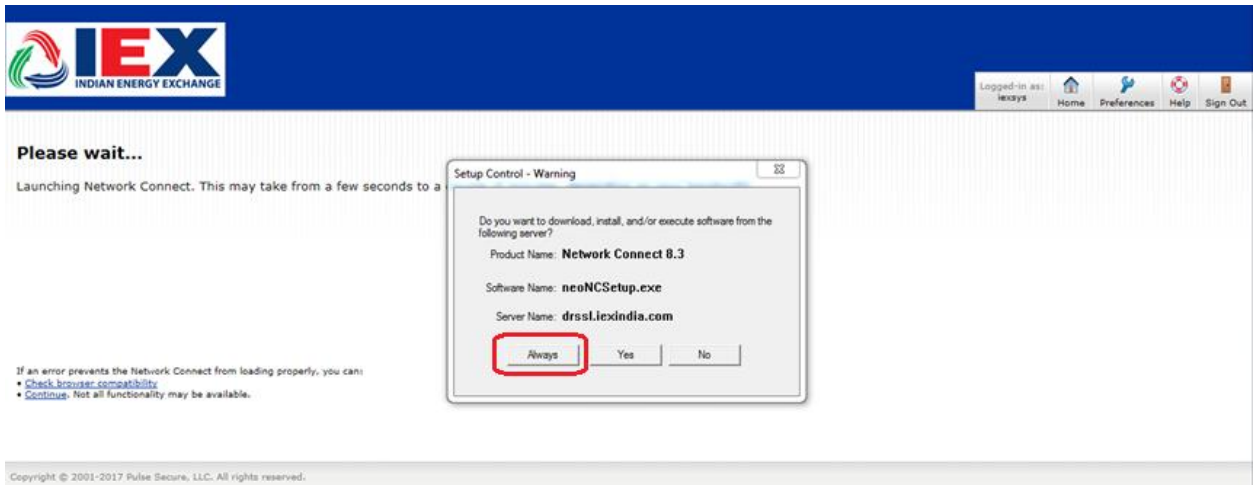 IEX
INDIAN ENERGY EXCHANGE
Logged-in as:
iexsys
Home
Preferences
Help
Sign Out
Please wait...
Launching Network Connect. This may take from a few seconds to a
Setup Control - Warning
Do you want to download, install, and/or execute software from the
following server?
Product Name: Network Connect 8.3
Software Name: neoNCSetup.exe
Server Name: drssl.iexindia.com
Always
Yes
No
If an error prevents the Network Connect from loading properly, you can:
• Check browser compatibility
• Continue. Not all functionality may be available.
Copyright © 2001-2017 Pulse Secure, LLC. All rights reserved.